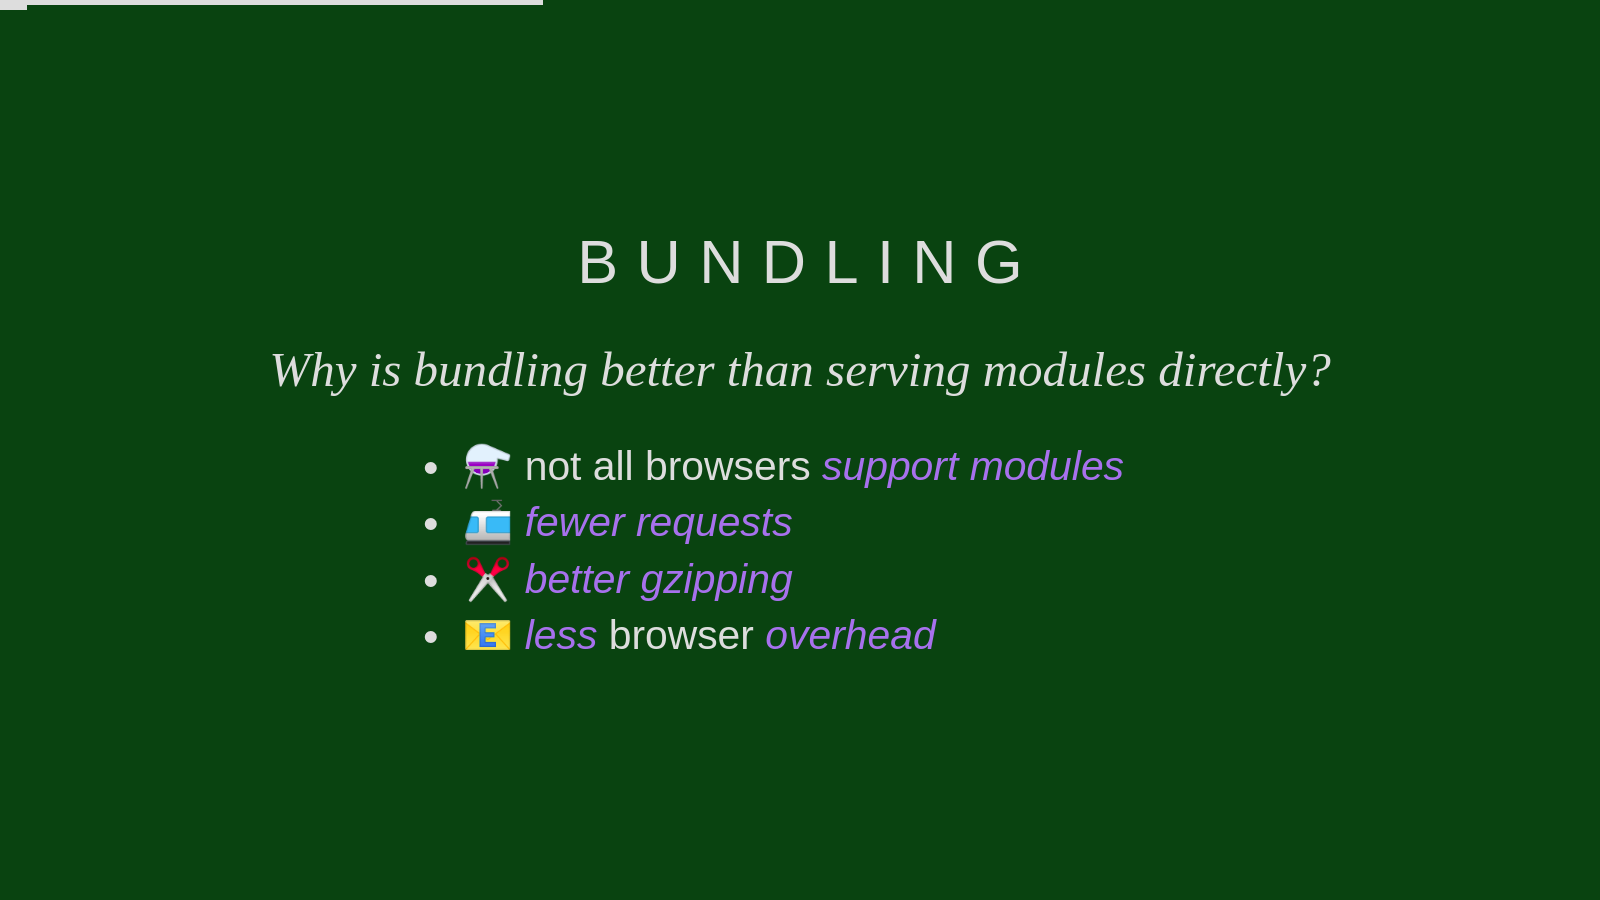 BUNDLING
Why is bundling better than serving modules directly?
• ⚗️ not all browsers support modules
• 🚈 fewer requests
• ✂️ better gzipping
• 📧 less browser overhead